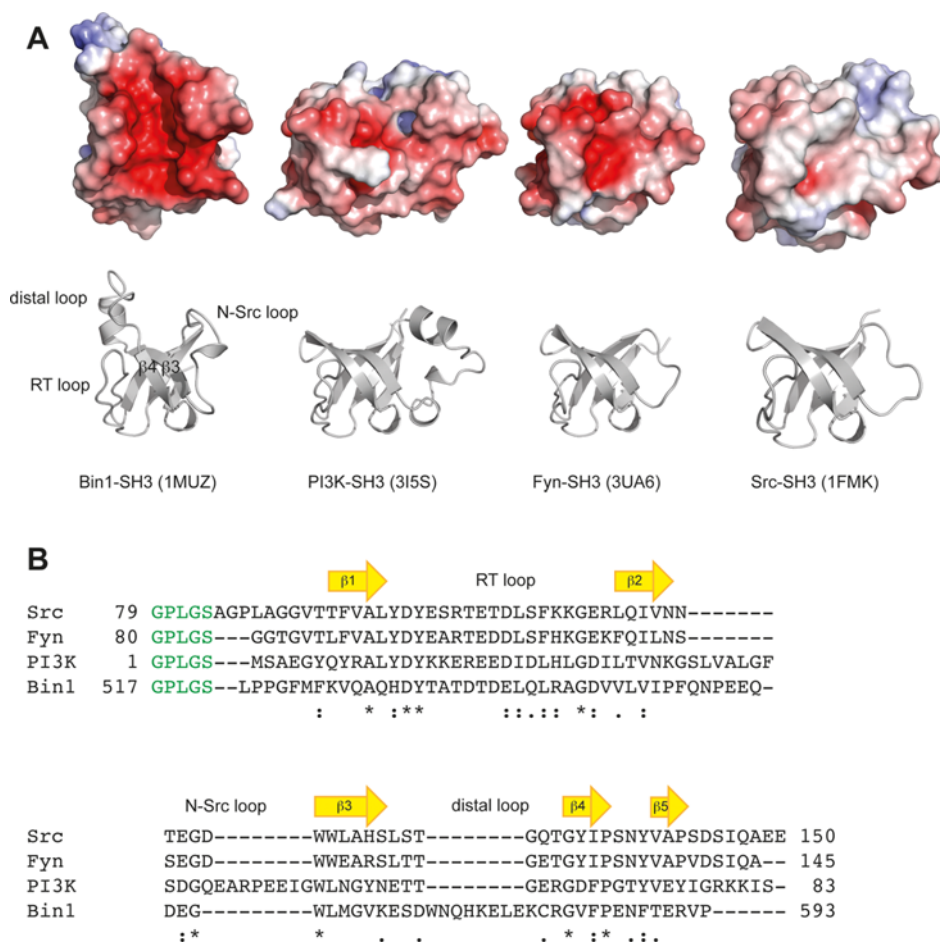 A
distal loop
N-Src loop
β4 β3
RT loop
Bin1-SH3 (1MUZ) PI3K-SH3 (3I5S) Fyn-SH3 (3UA6) Src-SH3 (1FMK)
B
β1 RT loop β2
Src 79 GPLGSAGPLAGGVTTFVALYDYESRTETDLSFKKGERLQIVNN-------
Fyn 80 GPLGS---GGTGVTLFVALYDYEARTEDDLSFHKGEKFQILNS-------
PI3K 1 GPLGS---MSAEGYQYRALYDYKKEREEDIDLHLGDILTVNKGSLVALGF
Bin1 517 GPLGS--LPPGFMFKVQAQHDYTATDTDELQLRAGDVVLVIPFQNPEEQ-
: * :** ::.:: *: . :
N-Src loop β3 distal loop β4 β5
Src TEGD--------WWLAHSLST--------GQTGYIPSNYVAPSDSIQAEE 150
Fyn SEGD--------WWEARSLTT--------GETGYIPSNYVAPVDSIQA-- 145
PI3K SDGQEARPEEIGWLNGYNETT--------GERGDFPGTYVEYIGRKKIS- 83
Bin1 DEG---------WLMGVKESDWNQHKELEKCRGVFPENFTERVP------ 593
:* * . . . * :* .:.